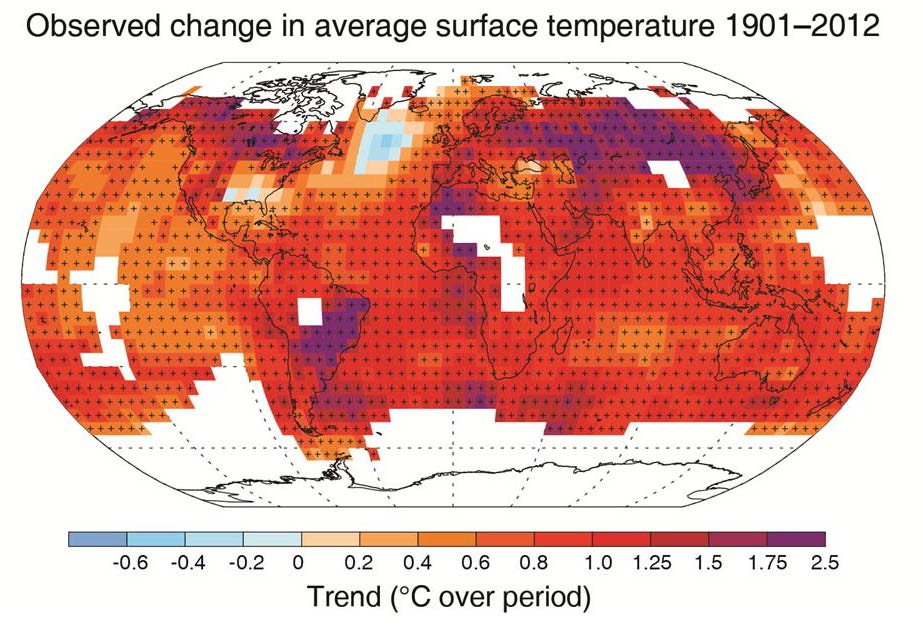 Observed change in average surface temperature 1901–2012
-0.6 -0.4 -0.2 0 0.2 0.4 0.6 0.8 1.0 1.25 1.5 1.75 2.5
Trend (°C over period)